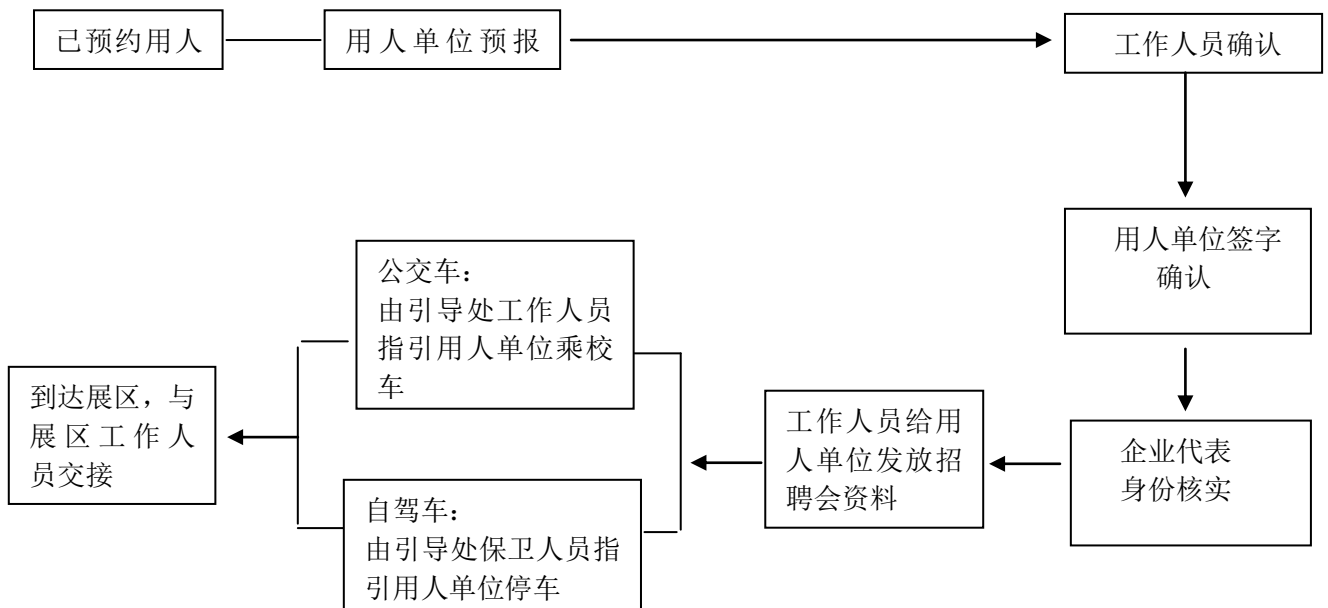 已预约用人
用人单位预报
工作人员确认
用人单位签字
确认
企业代表
身份核实
工作人员给用
人单位发放招
聘会资料
公交车：
由引导处工作人员
指引用人单位乘校
车
自驾车：
由引导处保卫人员指
引用人单位停车
到达展区，与
展区工作人
员交接